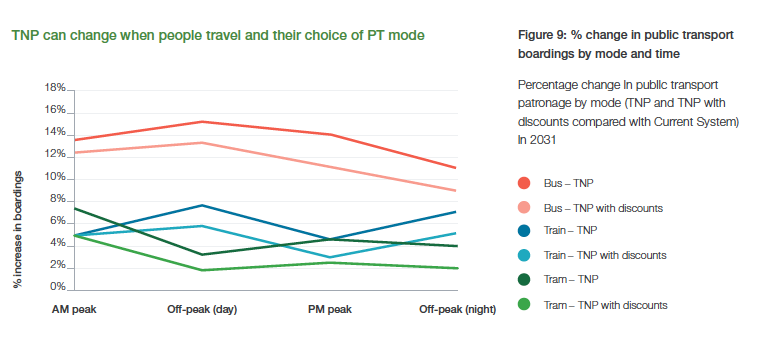 TNP can change when people travel and their choice of PT mode
Figure 9: % change in public transport
boardings by mode and time
Percentage change in public transport
patronage by mode (TNP and TNP with
discounts compared with Current System)
in 2031
% increase in boardings
18%
16%
14%
12%
10%
8%
6%
4%
2%
0%
AM peak
Off-peak (day)
PM peak
Off-peak (night)
Bus – TNP
Bus – TNP with discounts
Train – TNP
Train – TNP with discounts
Tram – TNP
Tram – TNP with discounts